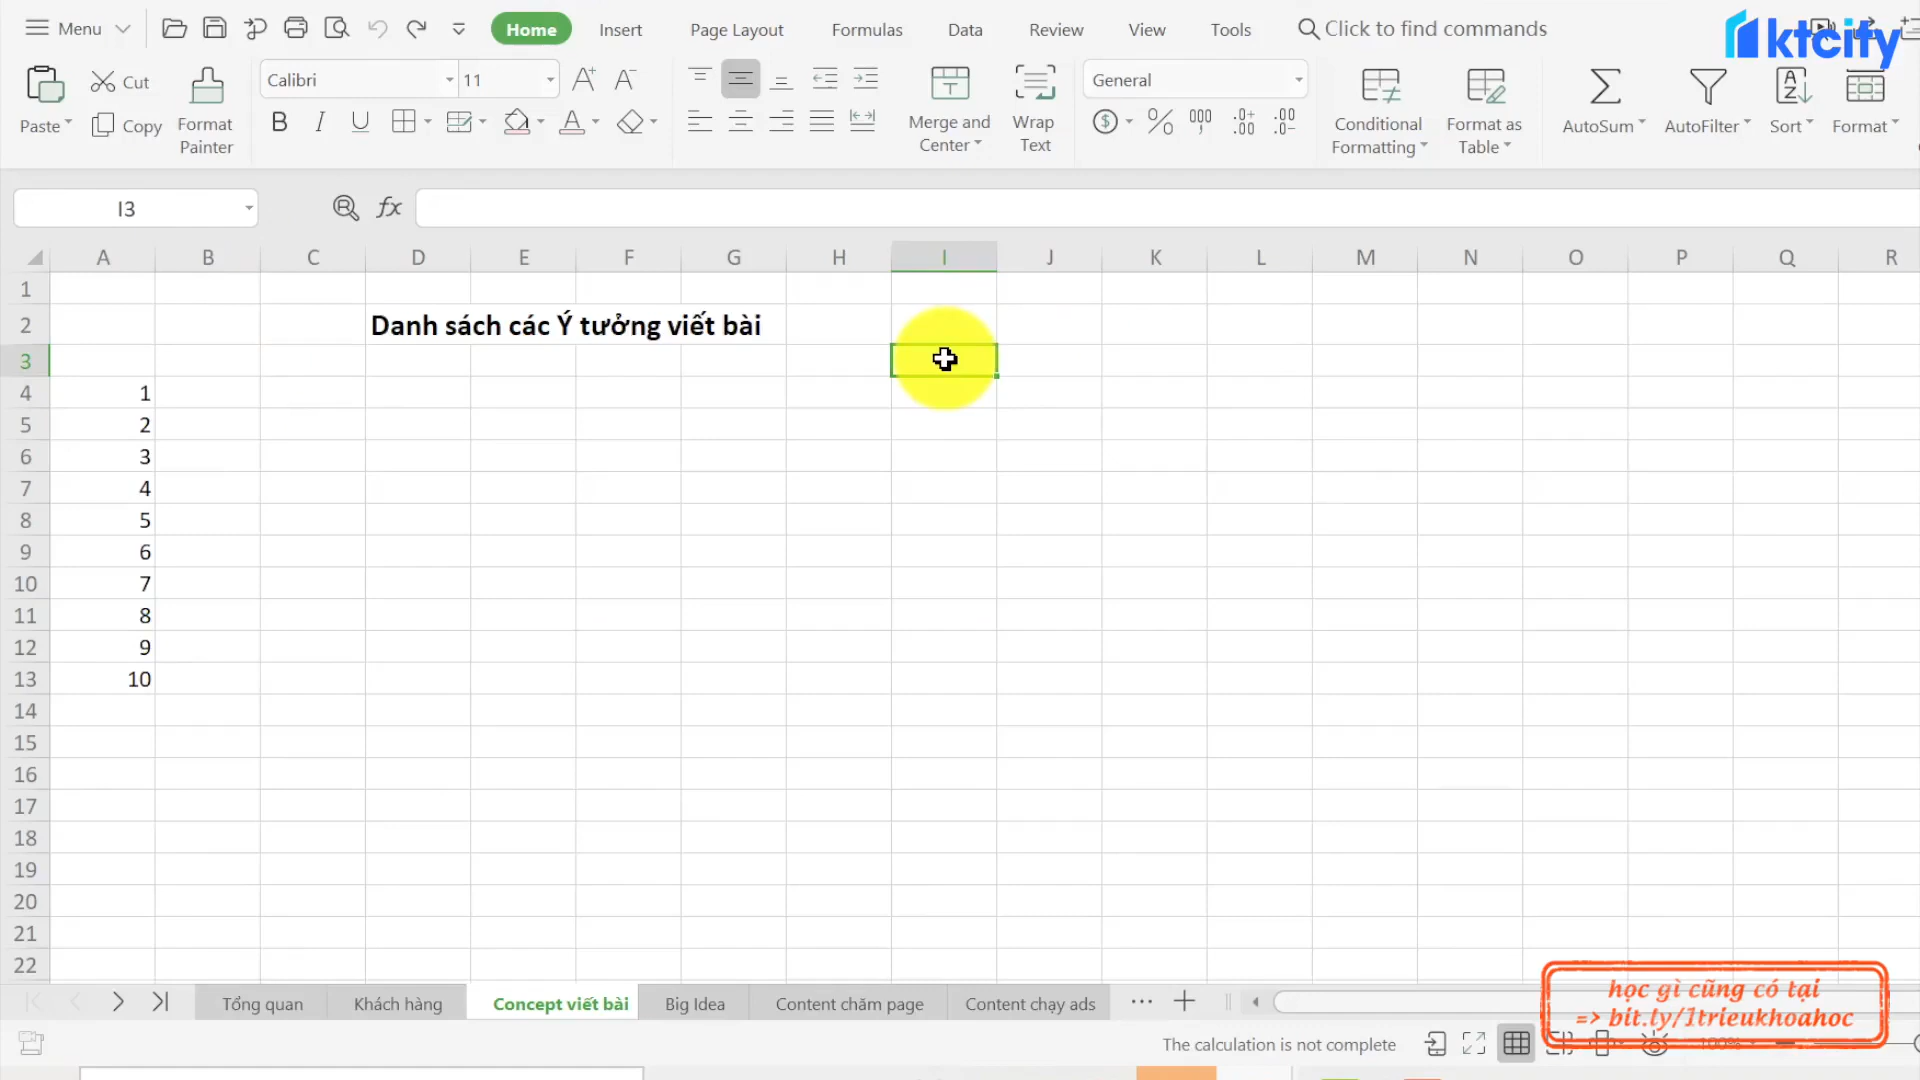 Menu
Home
Insert
Page Layout
Formulas
Data
Review
View
Tools
Click to find commands
ktcity
Paste
Cut
Copy
Format
Painter
Calibri
11
B I U
Merge and
Center
Wrap
Text
General
Conditional
Formatting
Format as
Table
AutoSum
AutoFilter
Sort
Format
I3
fx
A B C D E F G H I J K L M N O P Q R
1
2 Danh sách các Ý tưởng viết bài
3
4 1
5 2
6 3
7 4
8 5
9 6
10 7
11 8
12 9
13 10
14
15
16
17
18
19
20
21
22
Tổng quan
Khách hàng
Concept viết bài
Big Idea
Content chăm page
Content chạy ads
The calculation is not complete
học gì cũng có tại
=> bit.ly/1trieukhoahoc